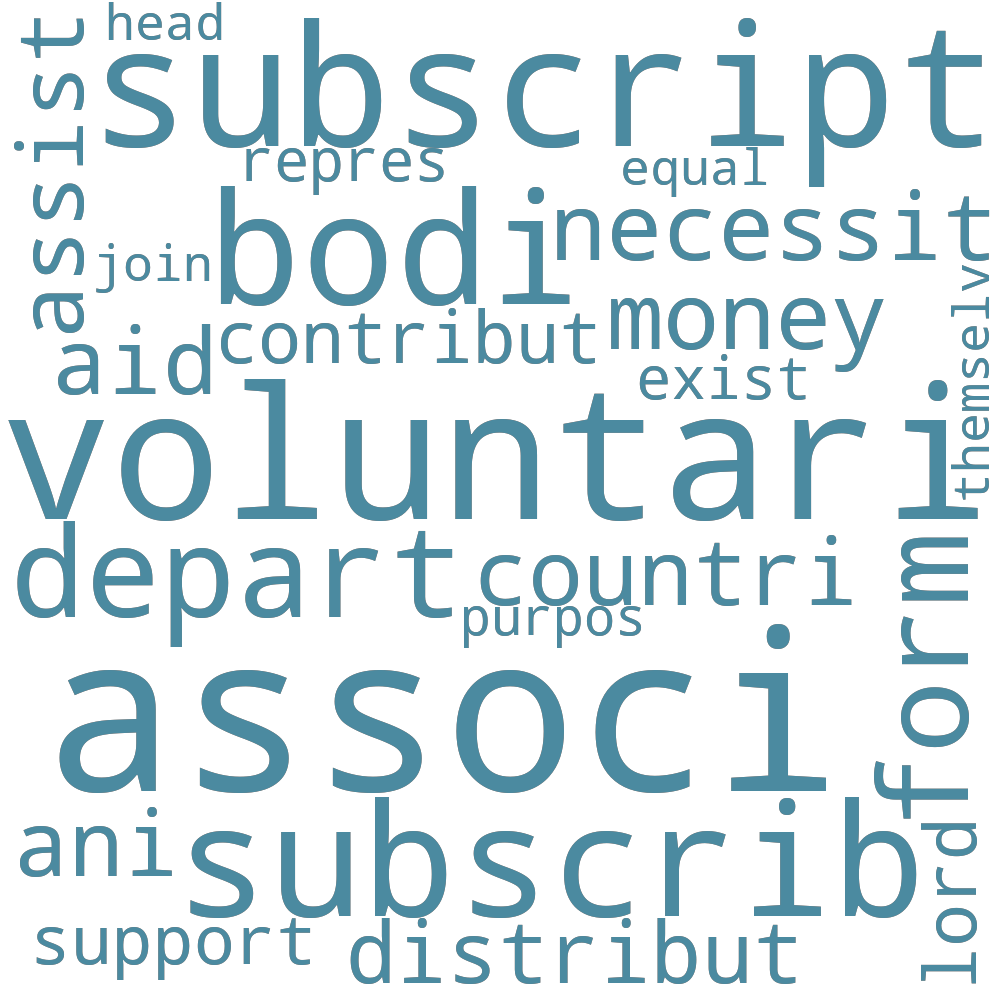 head
subscript
assist
repres
equal
bodi
necessit
join
money
contribut
aid
exist
themselv
voluntari
depart
countri
purpos
form
associ
ani
subscrib
lord
support
distribut